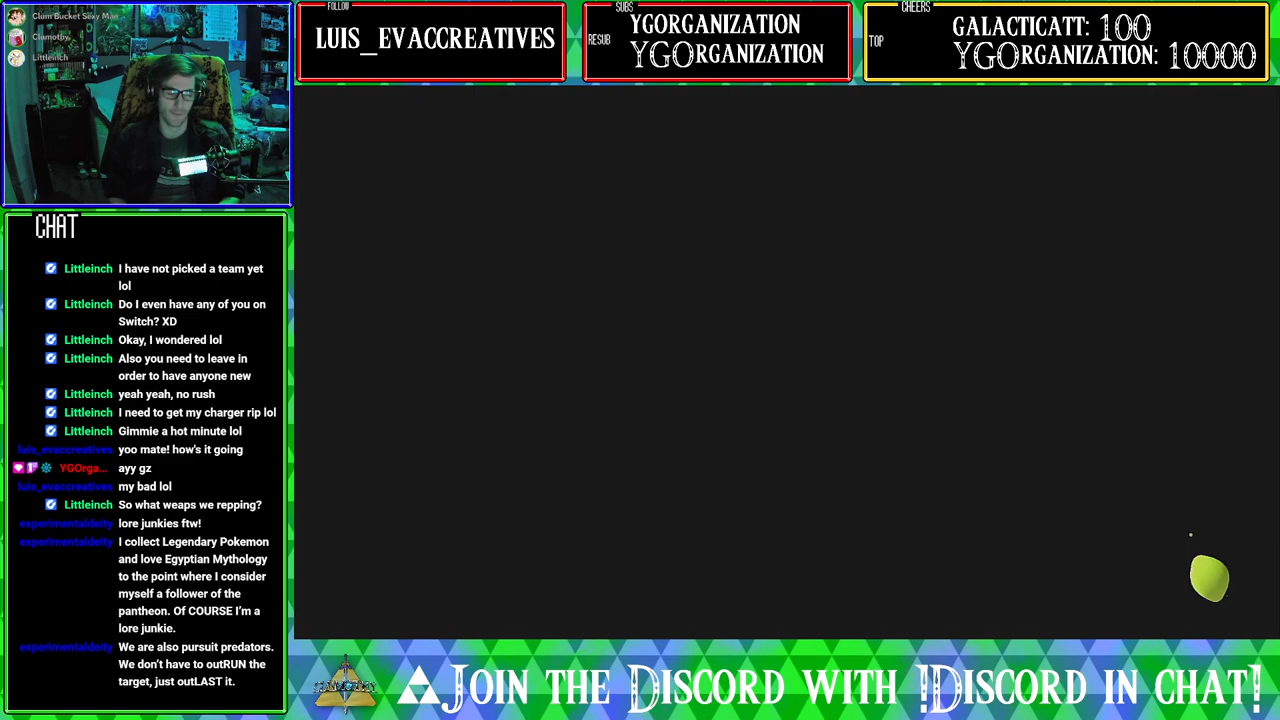 Clum Bucket Sexy Man
Clumothy
Littleinch
FOLLOW
LUIS_EVACCREATIVES
SUBS
RESUB
YGORGANIZATION
YGORGANIZATION
CHEERS
TOP
GALACTICATT: 100
YGORGANIZATION: 10000
CHAT
Littleinch I have not picked a team yet
lol
Littleinch Do I even have any of you on
Switch? XD
Littleinch Okay, I wondered lol
Littleinch Also you need to leave in
order to have anyone new
Littleinch yeah yeah, no rush
Littleinch I need to get my charger rip lol
Littleinch Gimmie a hot minute lol
luis_evaccreatives yoo mate! how's it going
YGOrga... ayy gz
luis_evaccreatives my bad lol
Littleinch So what weaps we repping?
experimentaldeity lore junkies ftw!
experimentaldeity I collect Legendary Pokemon
and love Egyptian Mythology
to the point where I consider
myself a follower of the
pantheon. Of COURSE I'm a
lore junkie.
experimentaldeity We are also pursuit predators.
We don't have to outRUN the
target, just outLAST it.
JOIN THE DISCORD WITH !DISCORD IN CHAT!